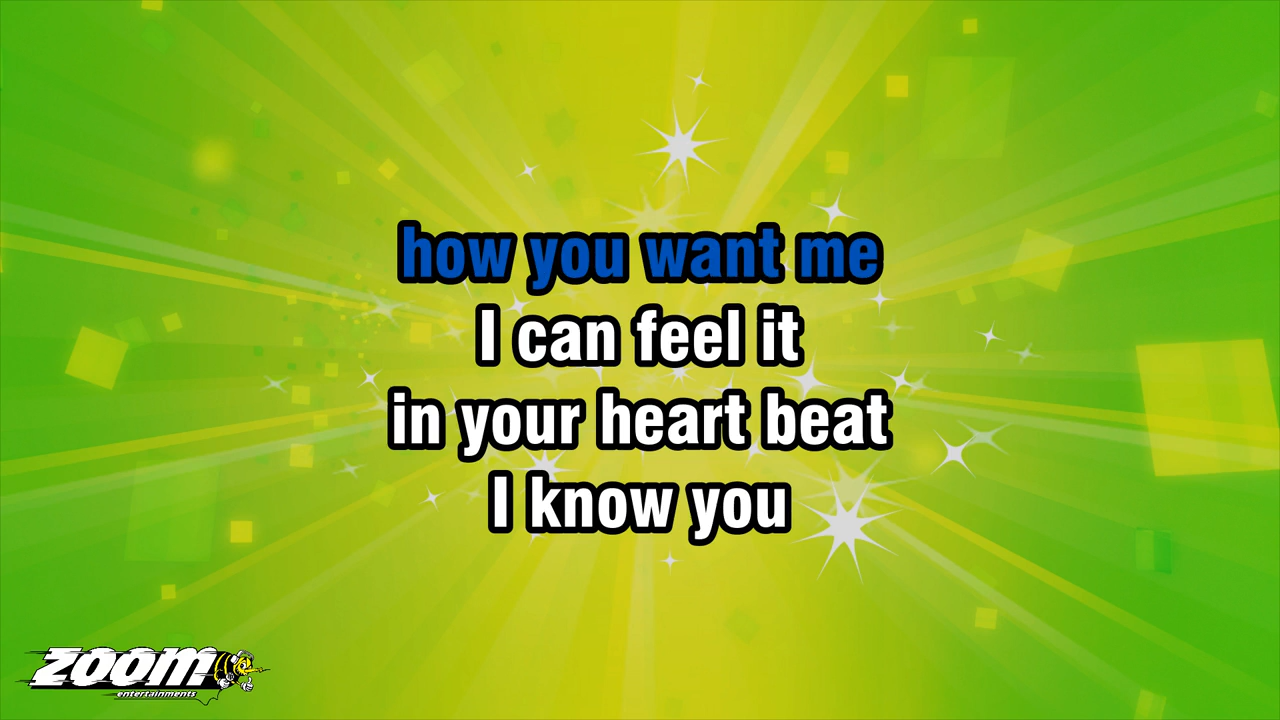 how you want me
I can feel it
in your heart beat
I know you
zoom
entertainments